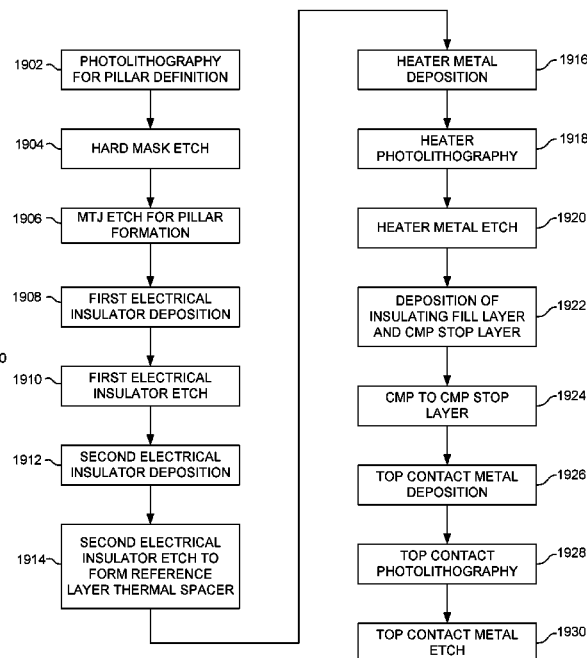 1902
PHOTOLITHOGRAPHY
FOR PILLAR DEFINITION
1904
HARD MASK ETCH
1906
MTJ ETCH FOR PILLAR
FORMATION
1908
FIRST ELECTRICAL
INSULATOR DEPOSITION
0
1910
FIRST ELECTRICAL
INSULATOR ETCH
1912
SECOND ELECTRICAL
INSULATOR DEPOSITION
1914
SECOND ELECTRICAL
INSULATOR ETCH TO
FORM REFERENCE
LAYER THERMAL SPACER
HEATER METAL
DEPOSITION
1916
HEATER
PHOTOLITHOGRAPHY
1918
HEATER METAL ETCH
1920
DEPOSITION OF
INSULATING FILL LAYER
AND CMP STOP LAYER
1922
CMP TO CMP STOP
LAYER
1924
TOP CONTACT METAL
DEPOSITION
1926
TOP CONTACT
PHOTOLITHOGRAPHY
1928
TOP CONTACT METAL
ETCH
1930